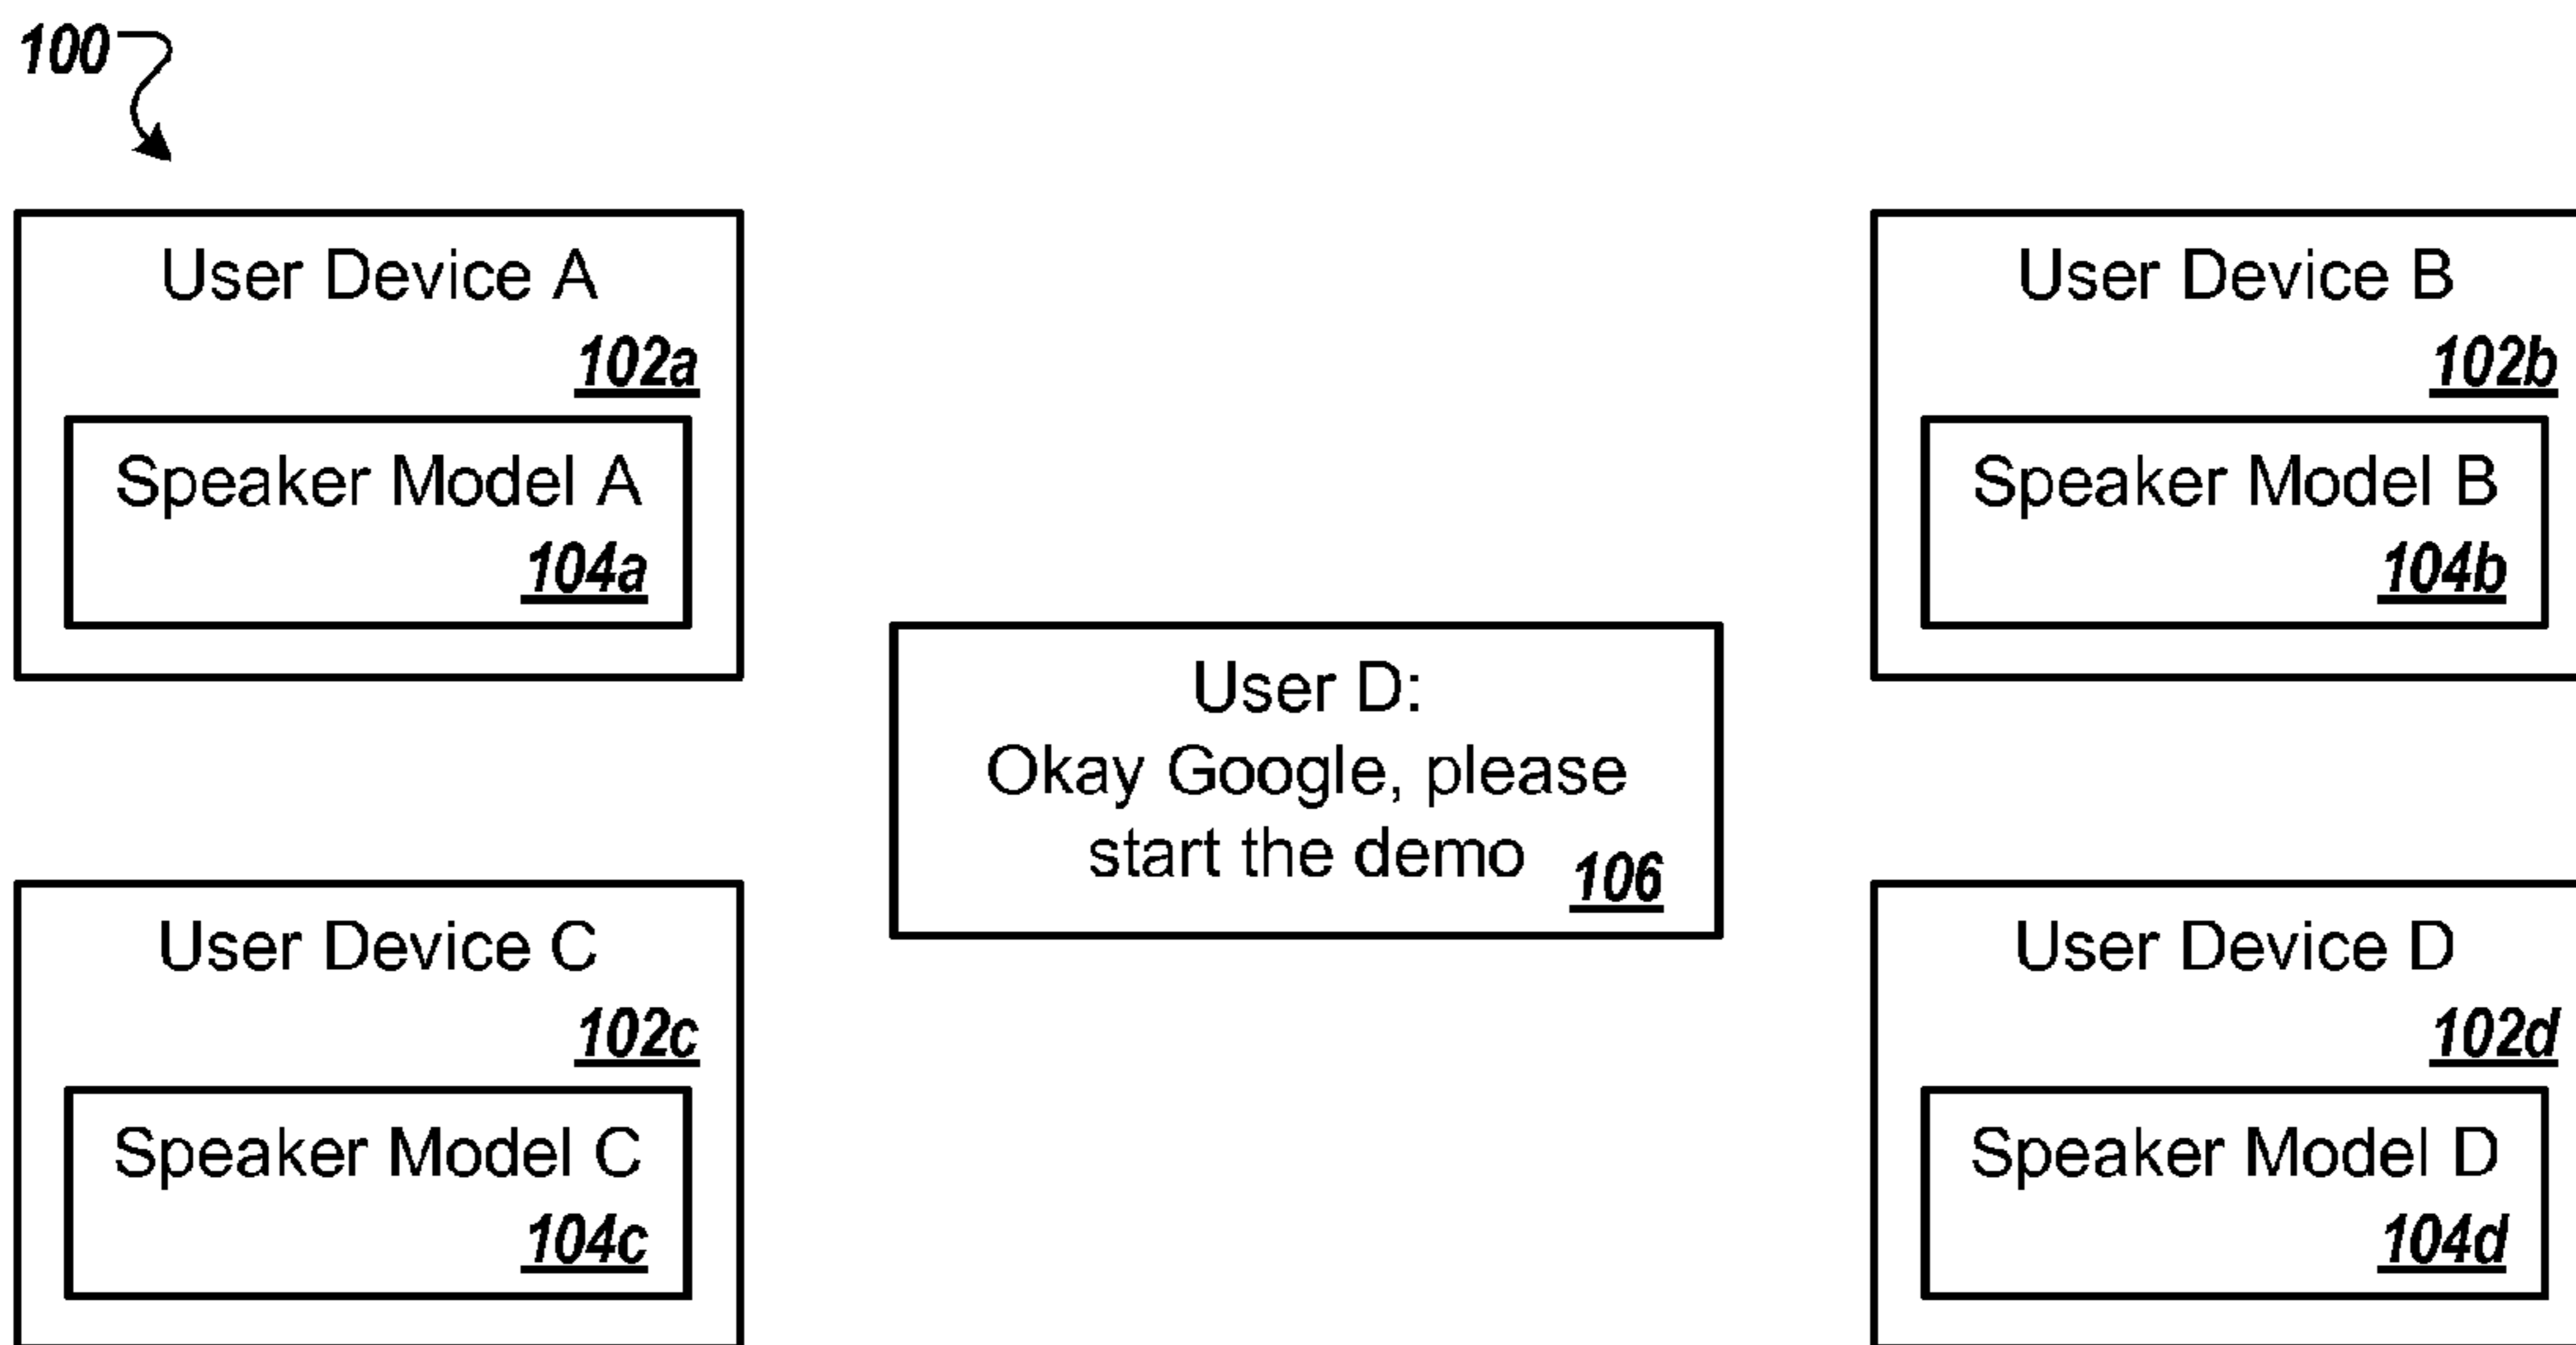 100
User Device A
102a
Speaker Model A
104a
User Device B
102b
Speaker Model B
104b
User D:
Okay Google, please
start the demo
106
User Device C
102c
Speaker Model C
104c
User Device D
102d
Speaker Model D
104d